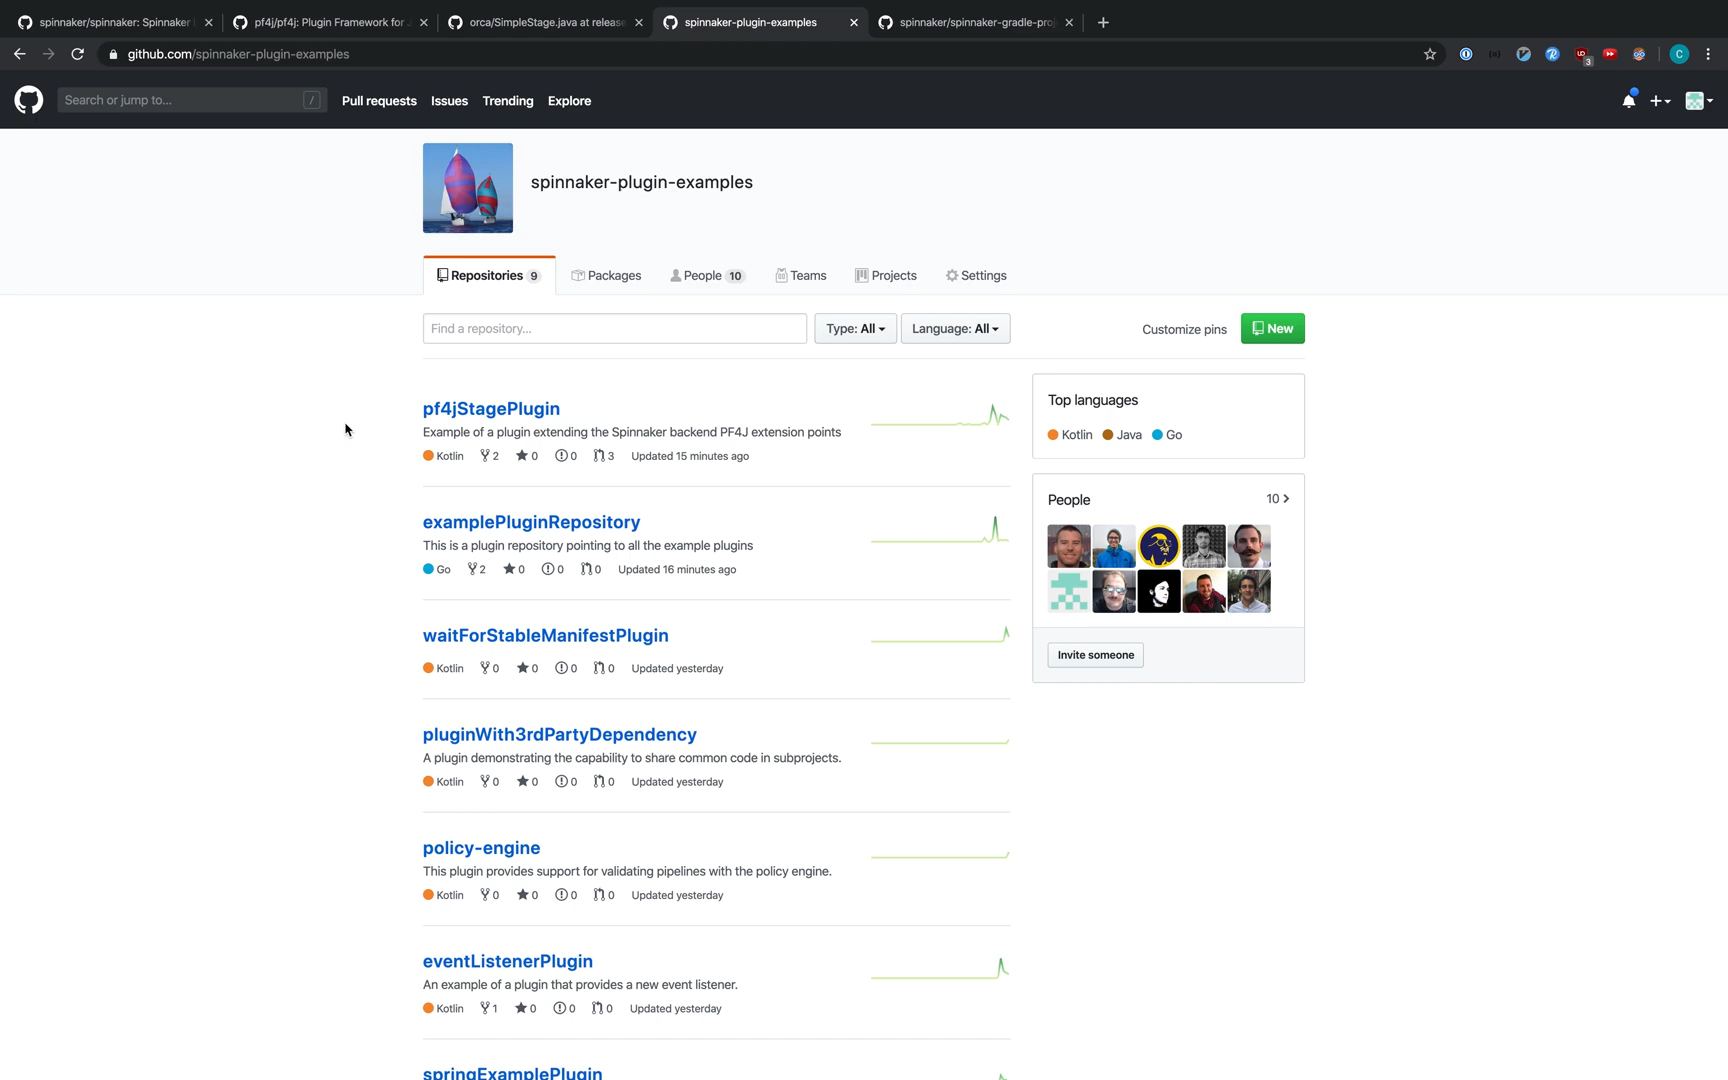 spinnaker/spinnaker: Spinnaker
pf4j/pf4j: Plugin Framework for J
orca/SimpleStage.java at release
spinnaker-plugin-examples
spinnaker/spinnaker-gradle-proj
github.com/spinnaker-plugin-examples
3
C
Search or jump to...
/
Pull requests
Issues
Trending
Explore
spinnaker-plugin-examples
Repositories 9
Packages
People 10
Teams
Projects
Settings
Find a repository...
Type: All
Language: All
Customize pins
New
pf4jStagePlugin
Example of a plugin extending the Spinnaker backend PF4J extension points
Kotlin 2 0 0 3 Updated 15 minutes ago
examplePluginRepository
This is a plugin repository pointing to all the example plugins
Go 2 0 0 0 Updated 16 minutes ago
waitForStableManifestPlugin
Kotlin 0 0 0 0 Updated yesterday
pluginWith3rdPartyDependency
A plugin demonstrating the capability to share common code in subprojects.
Kotlin 0 0 0 0 Updated yesterday
policy-engine
This plugin provides support for validating pipelines with the policy engine.
Kotlin 0 0 0 0 Updated yesterday
eventListenerPlugin
An example of a plugin that provides a new event listener.
Kotlin 1 0 0 0 Updated yesterday
springExamplePlugin
Top languages
Kotlin Java Go
People
10
Invite someone